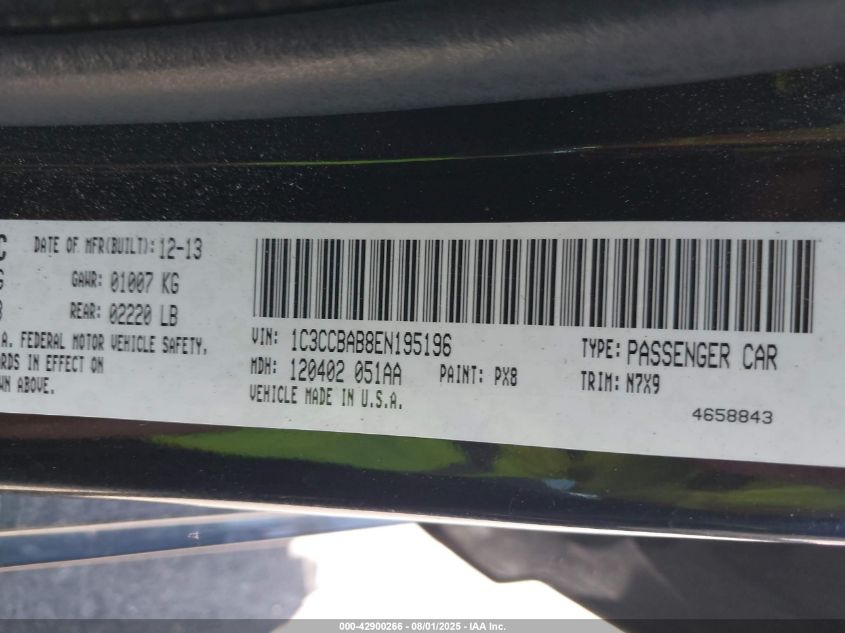 C DATE OF MFR(BUILT): 12-13
GAWR: 01007 KG
REAR: 02220 LB
A. FEDERAL MOTOR VEHICLE SAFETY,
RDS IN EFFECT ON
WN ABOVE.
VIN: 1C3CCBAB8EN195196
TYPE: PASSENGER CAR
MDH: 120402 051AA PAINT: PX8
TRIM: N7X9
VEHICLE MADE IN U.S.A.
4658843
000-42900266 - 08/01/2025 - IAA Inc.